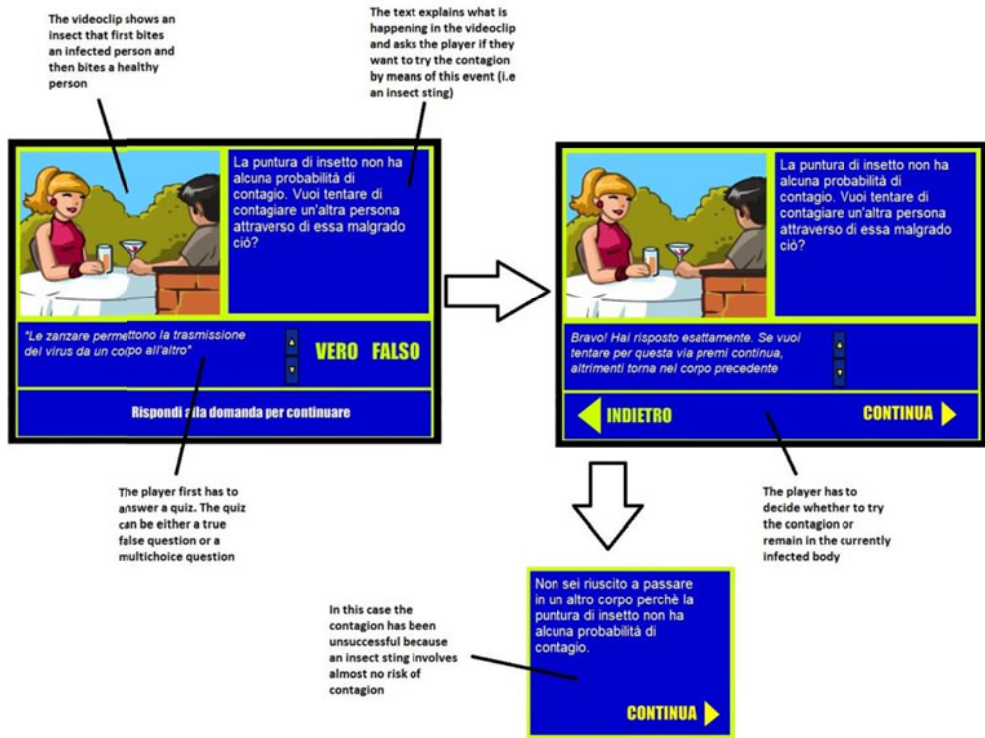 The videoclip shows an
insect that first bites
an infected person and
then bites a healthy
person
The text explains what is
happening in the videoclip
and asks the player if they
want to try the contagion
by means of this event (i.e
an insect sting)
La puntura di insetto non ha
alcuna probabilità di
contagio. Vuoi tentare di
contagiare un'altra persona
attraverso di essa malgrado
ciò?
"Le zanzare permettono la trasmissione
del virus da un corpo all'altro"
VERO FALSO
Rispondi alla domanda per continuare
La puntura di insetto non ha
alcuna probabilità di
contagio. Vuoi tentare di
contagiare un'altra persona
attraverso di essa malgrado
ciò?
Bravo! Hai risposto esattamente. Se vuoi
tentare per questa via premi continua,
altrimenti torna nel corpo precedente
INDIETRO
CONTINUA
The player first has to
answer a quiz. The quiz
can be either a true
false question or a
multichoice question
The player has to
decide whether to try
the contagion or
remain in the currently
infected body
In this case the
contagion has been
unsuccessful because
an insect sting involves
almost no risk of
contagion
Non sei riuscito a passare
in un altro corpo perchè la
puntura di insetto non ha
alcuna probabilità di
contagio.
CONTINUA